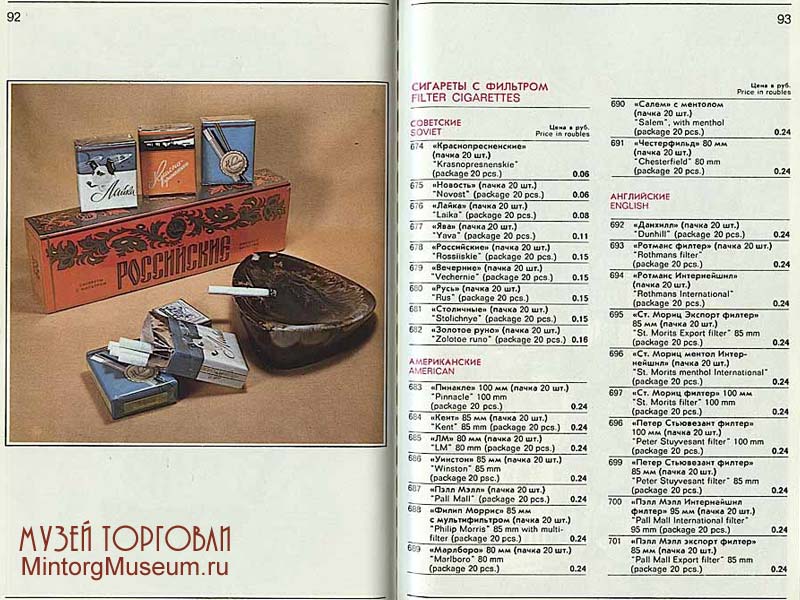 92
Лайка
Новость
РОССИЙСКИЕ
СИГАРЕТЫ
С ФИЛЬТРОМ
МУЗЕЙ ТОРГОВЛИ
MintorgMuseum.ru
93
СИГАРЕТЫ С ФИЛЬТРОМ
FILTER CIGARETTES
СОВЕТСКИЕ
SOVIET
Цена в руб.
Price in roubles
674 «Краснопресненские»
(пачка 20 шт.)
"Krasnopresnenskie"
(package 20 pcs.) 0.06
675 «Новость» (пачка 20 шт.)
"Novost" (package 20 pcs.) 0.06
676 «Лайка» (пачка 20 шт.)
"Laika" (package 20 pcs.) 0.08
677 «Ява» (пачка 20 шт.)
"Yava" (package 20 pcs.) 0.11
678 «Российские» (пачка 20 шт.)
"Rossiiskie" (package 20 pcs.) 0.15
679 «Вечерние» (пачка 20 шт.)
"Vechernie" (package 20 pcs.) 0.15
680 «Русь» (пачка 20 шт.)
"Rus" (package 20 pcs.) 0.15
681 «Столичные» (пачка 20 шт.)
"Stolichnye" (package 20 pcs.) 0.15
682 «Золотое руно» (пачка 20 шт.)
"Zolotoe runo" (package 20 pcs.) 0.16
АМЕРИКАНСКИЕ
AMERICAN
683 «Пинакле» 100 мм (пачка 20 шт.)
"Pinnacle" 100 mm
(package 20 pcs.) 0.24
684 «Кент» 85 мм (пачка 20 шт.)
"Kent" 85 mm (package 20 pcs.) 0.24
685 «ЛМ» 80 мм (пачка 20 шт.)
"LM" 80 mm (package 20 pcs.) 0.24
686 «Уинстон» 85 мм (пачка 20 шт.)
"Winston" 85 mm
(package 20 psc.) 0.24
687 «Пэлл Мэлл» (пачка 20 шт.)
"Pall Mall" (package 20 pcs.) 0.24
688 «Филип Моррис» 85 мм
с мультифильтром (пачка 20 шт.)
"Philip Morris" 85 mm with multi-
filter (package 20 pcs.) 0.24
689 «Марлборо» 80 мм (пачка 20 шт.)
"Marlboro" 80 mm
(package 20 pcs.) 0.24
Цена в руб.
Price in roubles
690 «Салем» с ментолом
(пачка 20 шт.)
"Salem", with menthol
(package 20 pcs.) 0.24
691 «Честерфильд» 80 мм
(пачка 20 шт.)
"Chesterfield" 80 mm
(package 20 pcs.) 0.24
АНГЛИЙСКИЕ
ENGLISH
692 «Данхилл» (пачка 20 шт.)
"Dunhill" (package 20 pcs.) 0.24
693 «Ротманс филтер» (пачка 20 шт.)
"Rothmans filter"
(package 20 pcs.) 0.24
694 «Ротманс Интернейшнл»
(пачка 20 шт.)
"Rothmans International"
(package 20 pcs.) 0.24
695 «Ст. Мориц Экспорт филтер»
85 мм (пачка 20 шт.)
"St. Morits Export filter" 85 mm
(package 20 pcs.) 0.24
696 «Ст. Мориц ментол Интер-
нейшнл» (пачка 20 шт.)
"St. Morits menthol International"
(package 20 pcs.) 0.24
697 «Ст. Мориц филтер» 100 мм
"St. Morits filter" 100 mm
(package 20 pcs.) 0.24
696 «Петер Стьювезант филтер»
100 мм (пачка 20 шт.)
"Peter Stuyvesant filter" 100 mm
(package 20 pcs.) 0.24
699 «Петер Стьювезант филтер»
85 мм (пачка 20 шт.)
"Peter Stuyvesant filter" 85 mm
(package 20 pcs.) 0.24
700 «Пэлл Мэлл Интернейшнл
филтер» 95 мм (пачка 20 шт.)
"Pall Mall International filter"
95 mm (package 20 pcs.) 0.24
701 «Пэлл Мэлл экспорт филтер»
85 мм (пачка 20 шт.)
"Pall Mall Export filter" 85 mm
(package 20 pcs.) 0.24